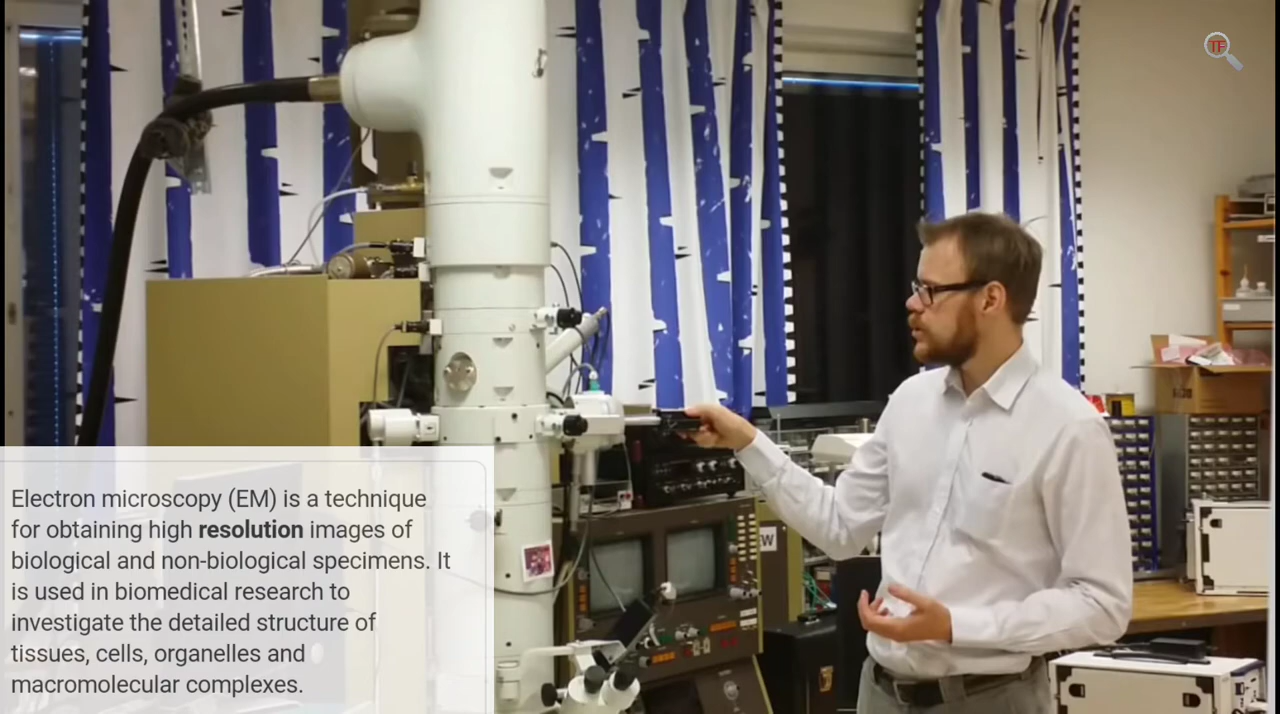 TF
Electron microscopy (EM) is a technique
for obtaining high resolution images of
biological and non-biological specimens. It
is used in biomedical research to
investigate the detailed structure of
tissues, cells, organelles and
macromolecular complexes.